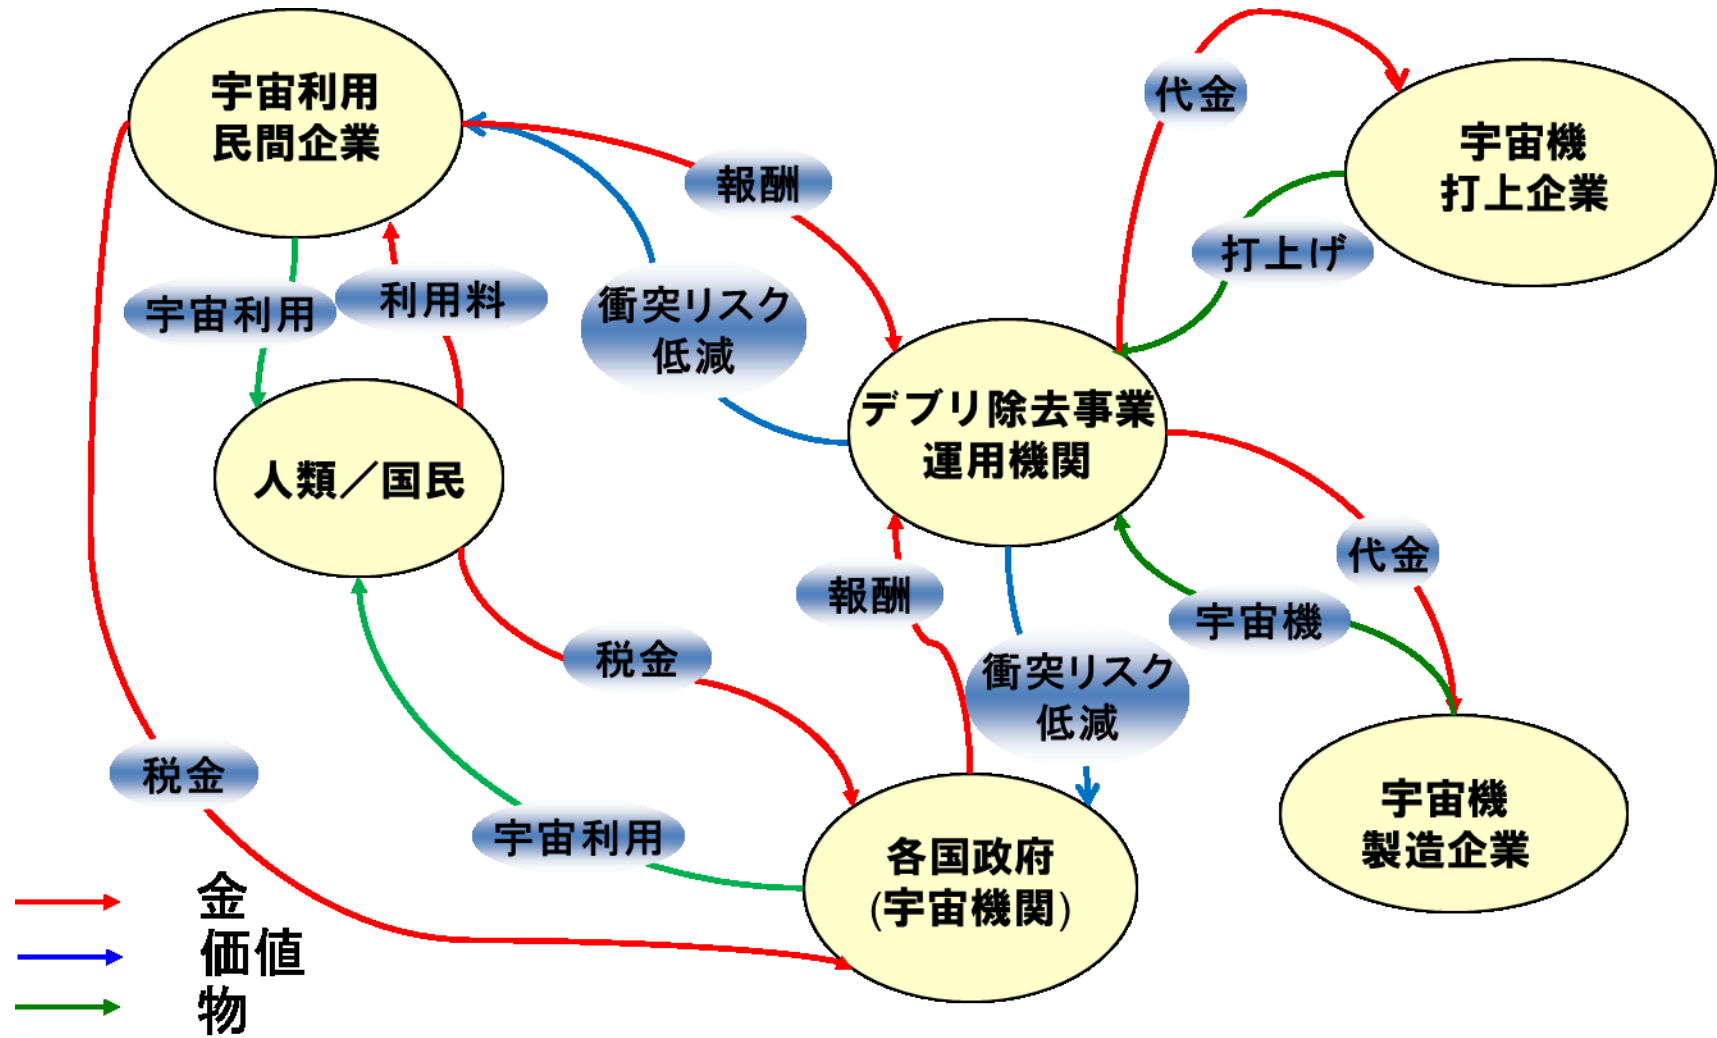 宇宙利用
民間企業
代金
宇宙機
打上企業
報酬
打上げ
宇宙利用
利用料
衝突リスク
低減
デブリ除去事業
運用機関
人類／国民
代金
報酬
宇宙機
税金
衝突リスク
低減
税金
宇宙利用
各国政府
(宇宙機関)
宇宙機
製造企業
金
価値
物